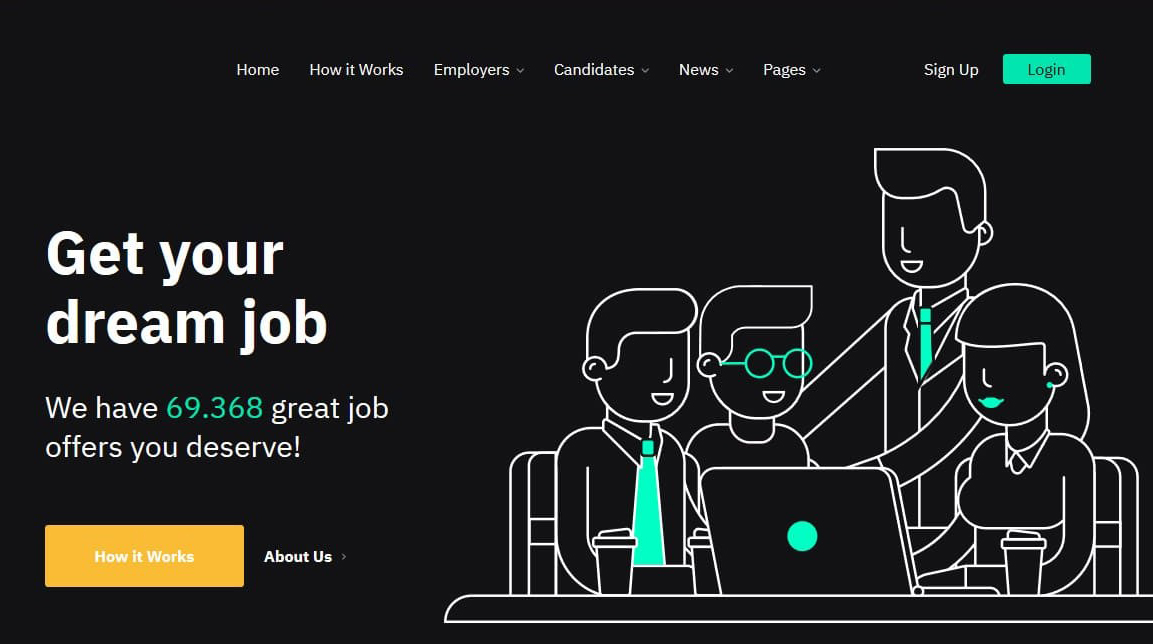 Home How it Works Employers Candidates News Pages Sign Up Login
Get your
dream job
We have 69.368 great job
offers you deserve!
How it Works About Us